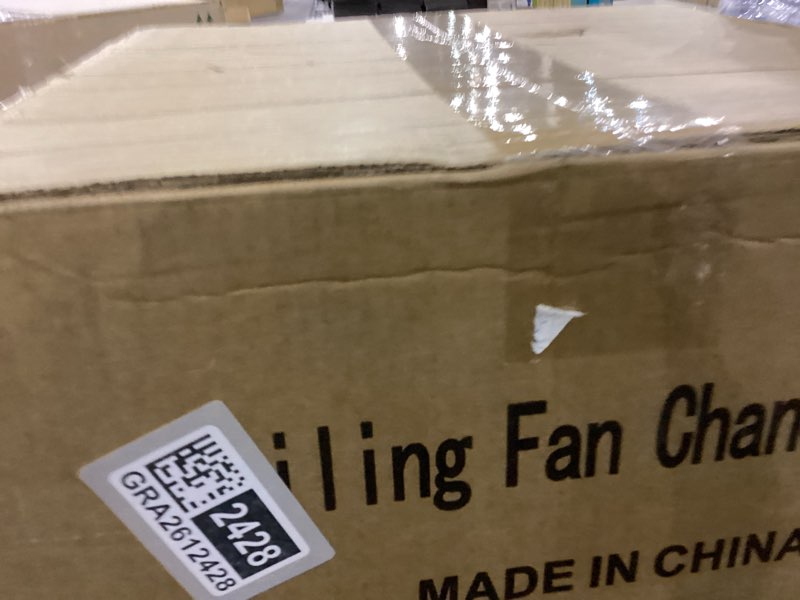 iling Fan Chan
MADE IN CHINA
2428
GRA2612428